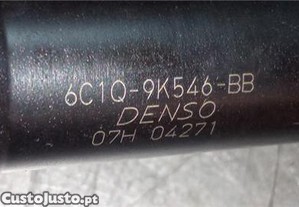 6C1Q-9K546-BB
DENSO
07H 04271
CustoJusto.pt